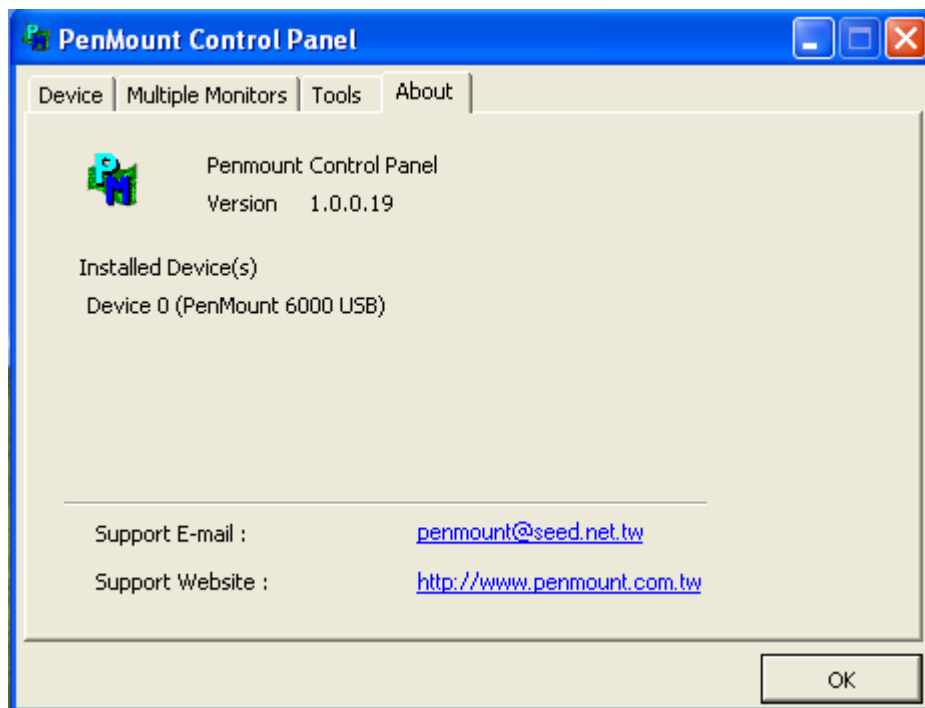 PenMount Control Panel
Device Multiple Monitors Tools About
PM
Penmount Control Panel
Version 1.0.0.19
Installed Device(s)
Device 0 (PenMount 6000 USB)
Support E-mail : penmount@seed.net.tw
Support Website : http://www.penmount.com.tw
OK